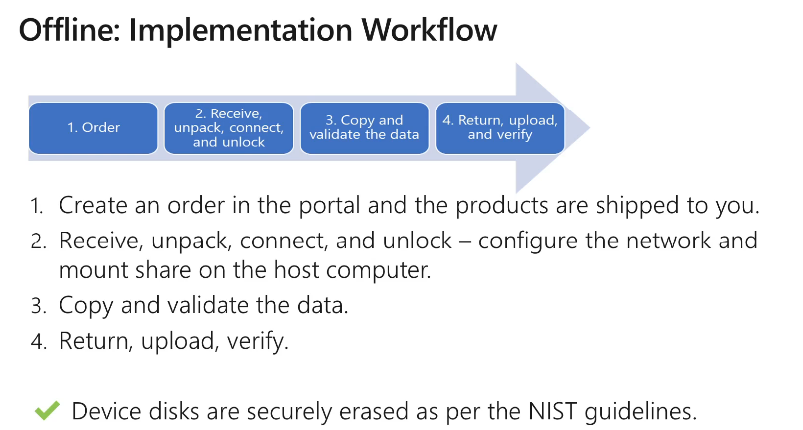 Offline: Implementation Workflow
1. Order
2. Receive,
unpack, connect,
and unlock
3. Copy and
validate the data
4. Return, upload,
and verify
1. Create an order in the portal and the products are shipped to you.
2. Receive, unpack, connect, and unlock – configure the network and
mount share on the host computer.
3. Copy and validate the data.
4. Return, upload, verify.
Device disks are securely erased as per the NIST guidelines.